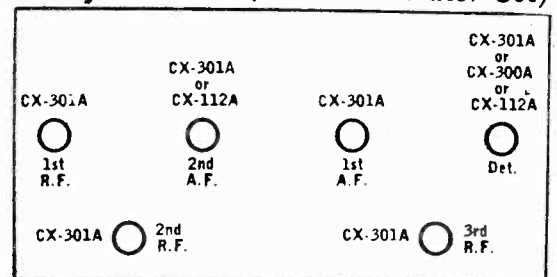 Set)
CX-301A
1st
R.F.
CX-301A
or
CX-112A
2nd
A.F.
CX-301A
1st
A.F.
CX-301A
or
CX-300A
or
CX-112A
Det.
CX-301A
2nd
R.F.
CX-301A
3rd
R.F.